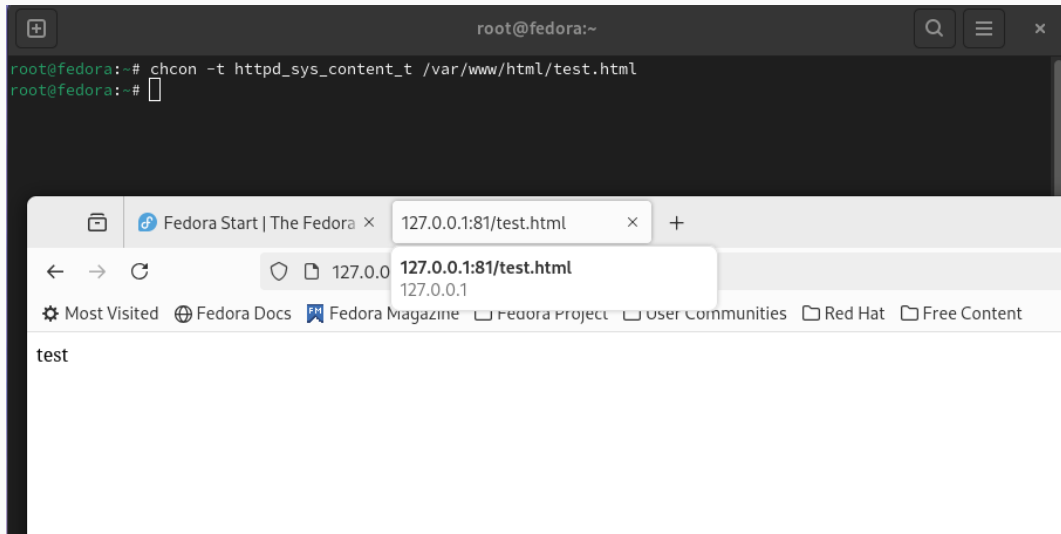 root@fedora:~
root@fedora:~# chcon -t httpd_sys_content_t /var/www/html/test.html
root@fedora:~#
Fedora Start | The Fedora
127.0.0.1:81/test.html
127.0.0
127.0.0.1:81/test.html
127.0.0.1
Most Visited Fedora Docs Fedora Magazine Fedora Project User Communities Red Hat Free Content
test